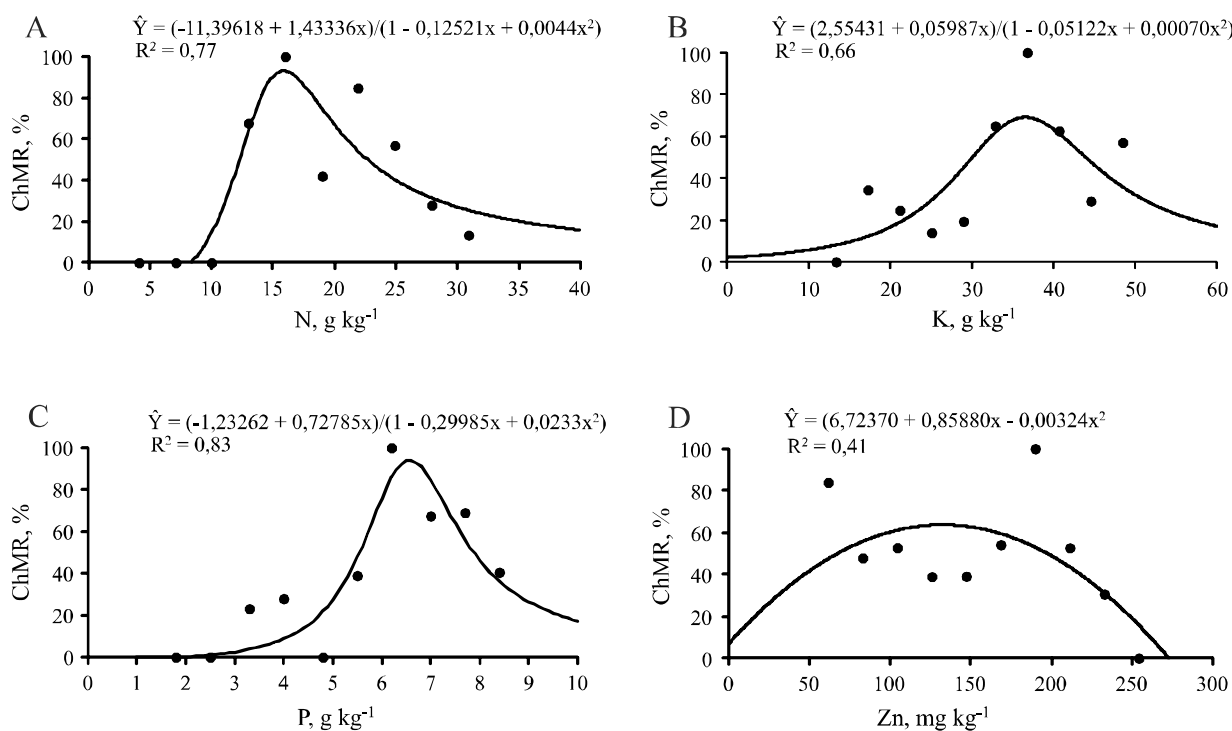 A
Ŷ = (-11,39618 + 1,43336x)/(1 - 0,12521x + 0,0044x²)
R² = 0,77
100
80
60
40
20
0
ChMR, %
0 5 10 15 20 25 30 35 40
N, g kg⁻¹
B
Ŷ = (2,55431 + 0,05987x)/(1 - 0,05122x + 0,00070x²)
R² = 0,66
100
80
60
40
20
0
ChMR, %
0 10 20 30 40 50 60
K, g kg⁻¹
C
Ŷ = (-1,23262 + 0,72785x)/(1 - 0,29985x + 0,0233x²)
R² = 0,83
100
80
60
40
20
0
ChMR, %
0 1 2 3 4 5 6 7 8 9 10
P, g kg⁻¹
D
Ŷ = (6,72370 + 0,85880x - 0,00324x²
R² = 0,41
100
80
60
40
20
0
ChMR, %
0 50 100 150 200 250 300
Zn, mg kg⁻¹